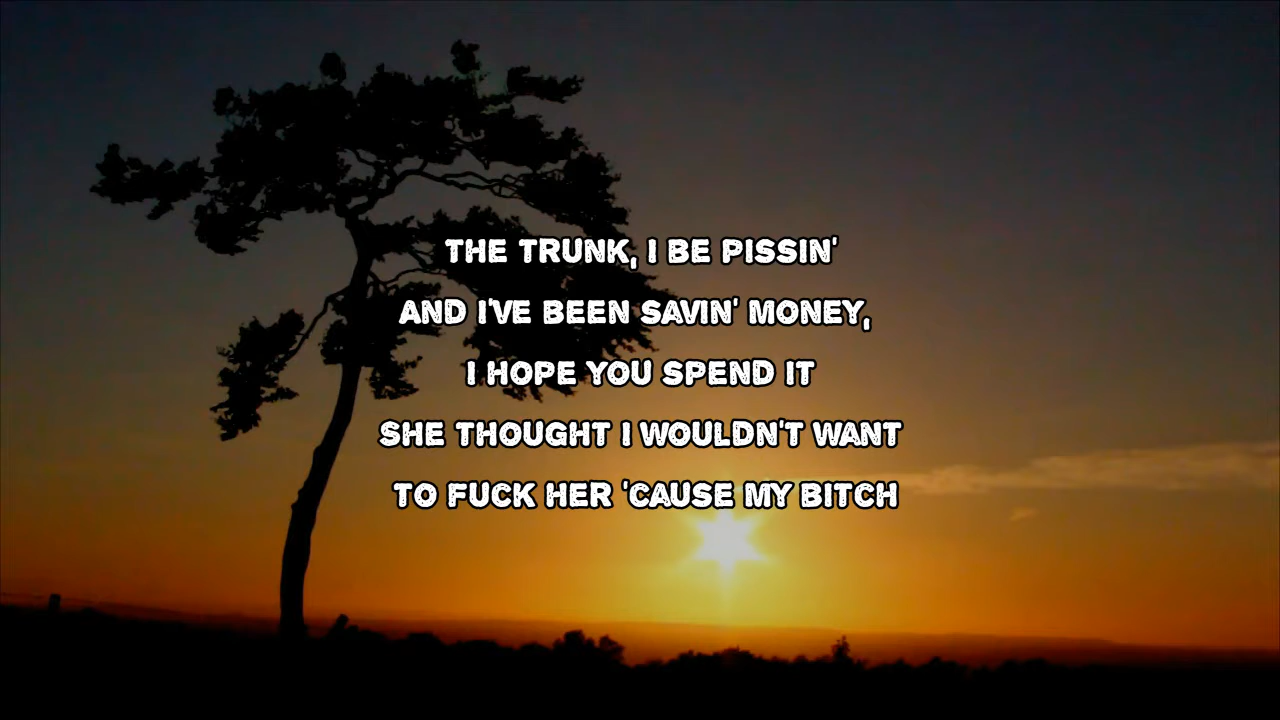 THE TRUNK, I BE PISSIN'
AND I'VE BEEN SAVIN' MONEY,
I HOPE YOU SPEND IT
SHE THOUGHT I WOULDN'T WANT
TO FUCK HER 'CAUSE MY BITCH